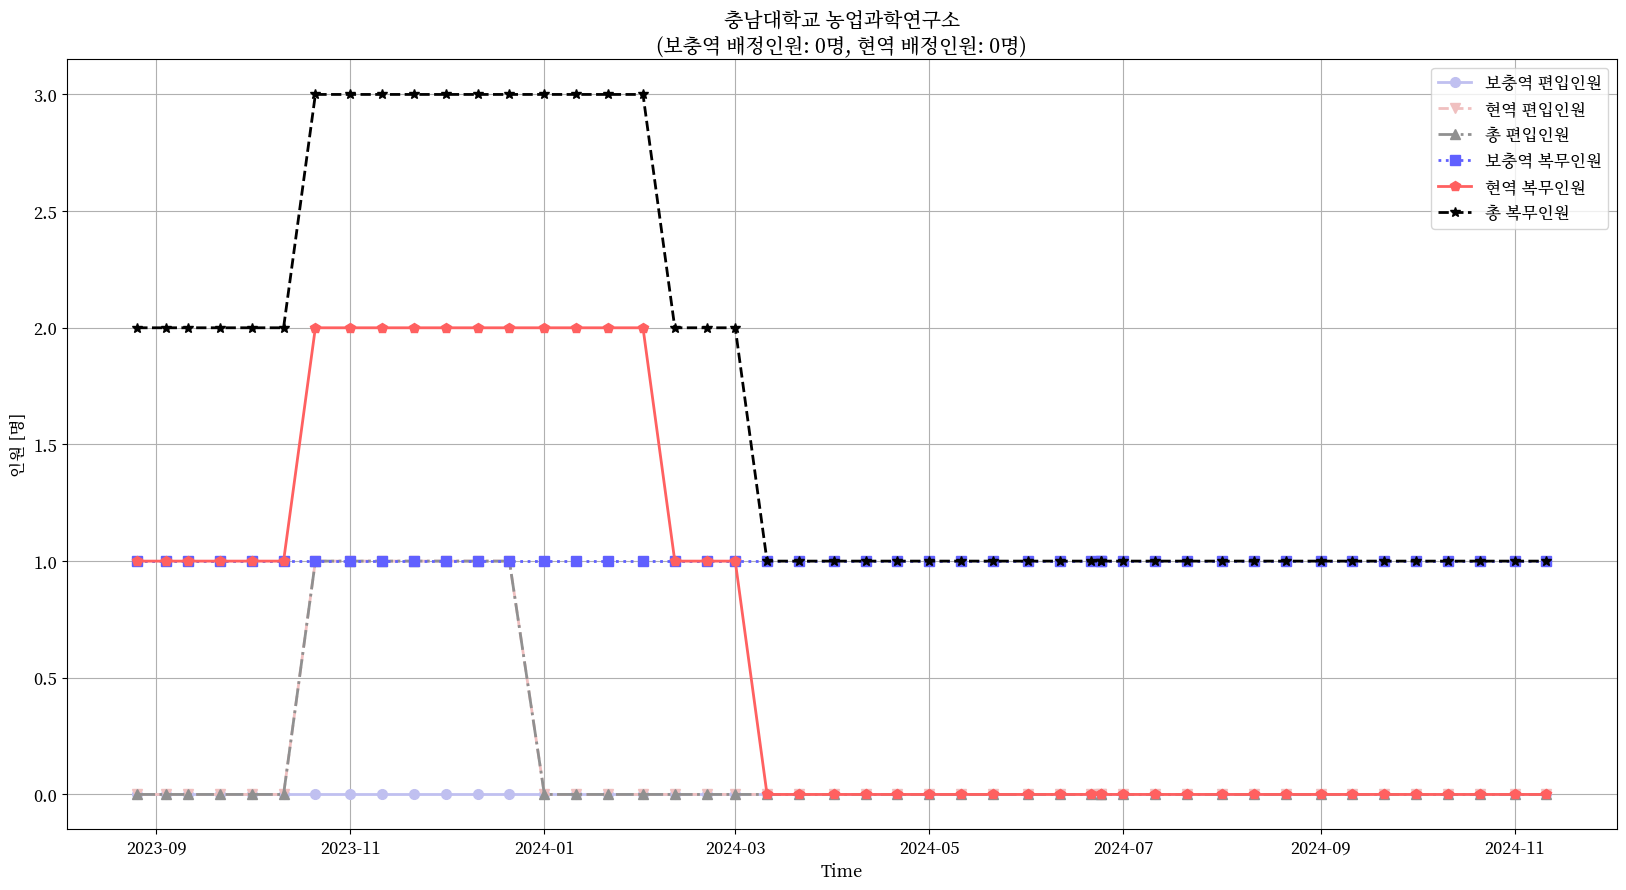 충남대학교 농업과학연구소
(보충역 배정인원: 0명, 현역 배정인원: 0명)
보충역 편입인원
현역 편입인원
총 편입인원
보충역 복무인원
현역 복무인원
총 복무인원
인원 [명]
3.0
2.5
2.0
1.5
1.0
0.5
0.0
2023-09
2023-11
2024-01
2024-03
2024-05
2024-07
2024-09
2024-11
Time